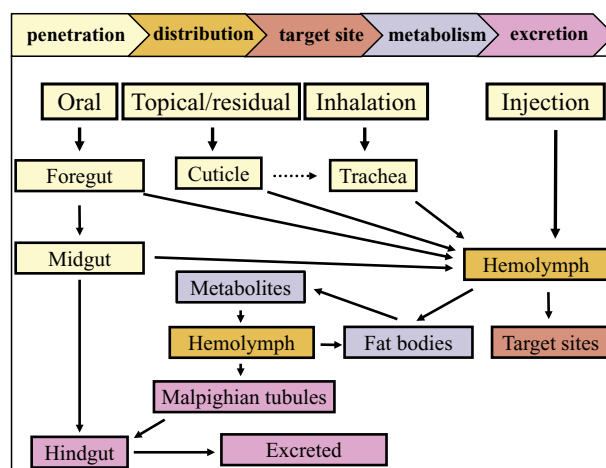 penetration distribution target site metabolism excretion
Oral Topical/residual Inhalation Injection
Foregut Cuticle Trachea
Midgut Hemolymph
Metabolites
Hemolymph Fat bodies Target sites
Malpighian tubules
Hindgut Excreted